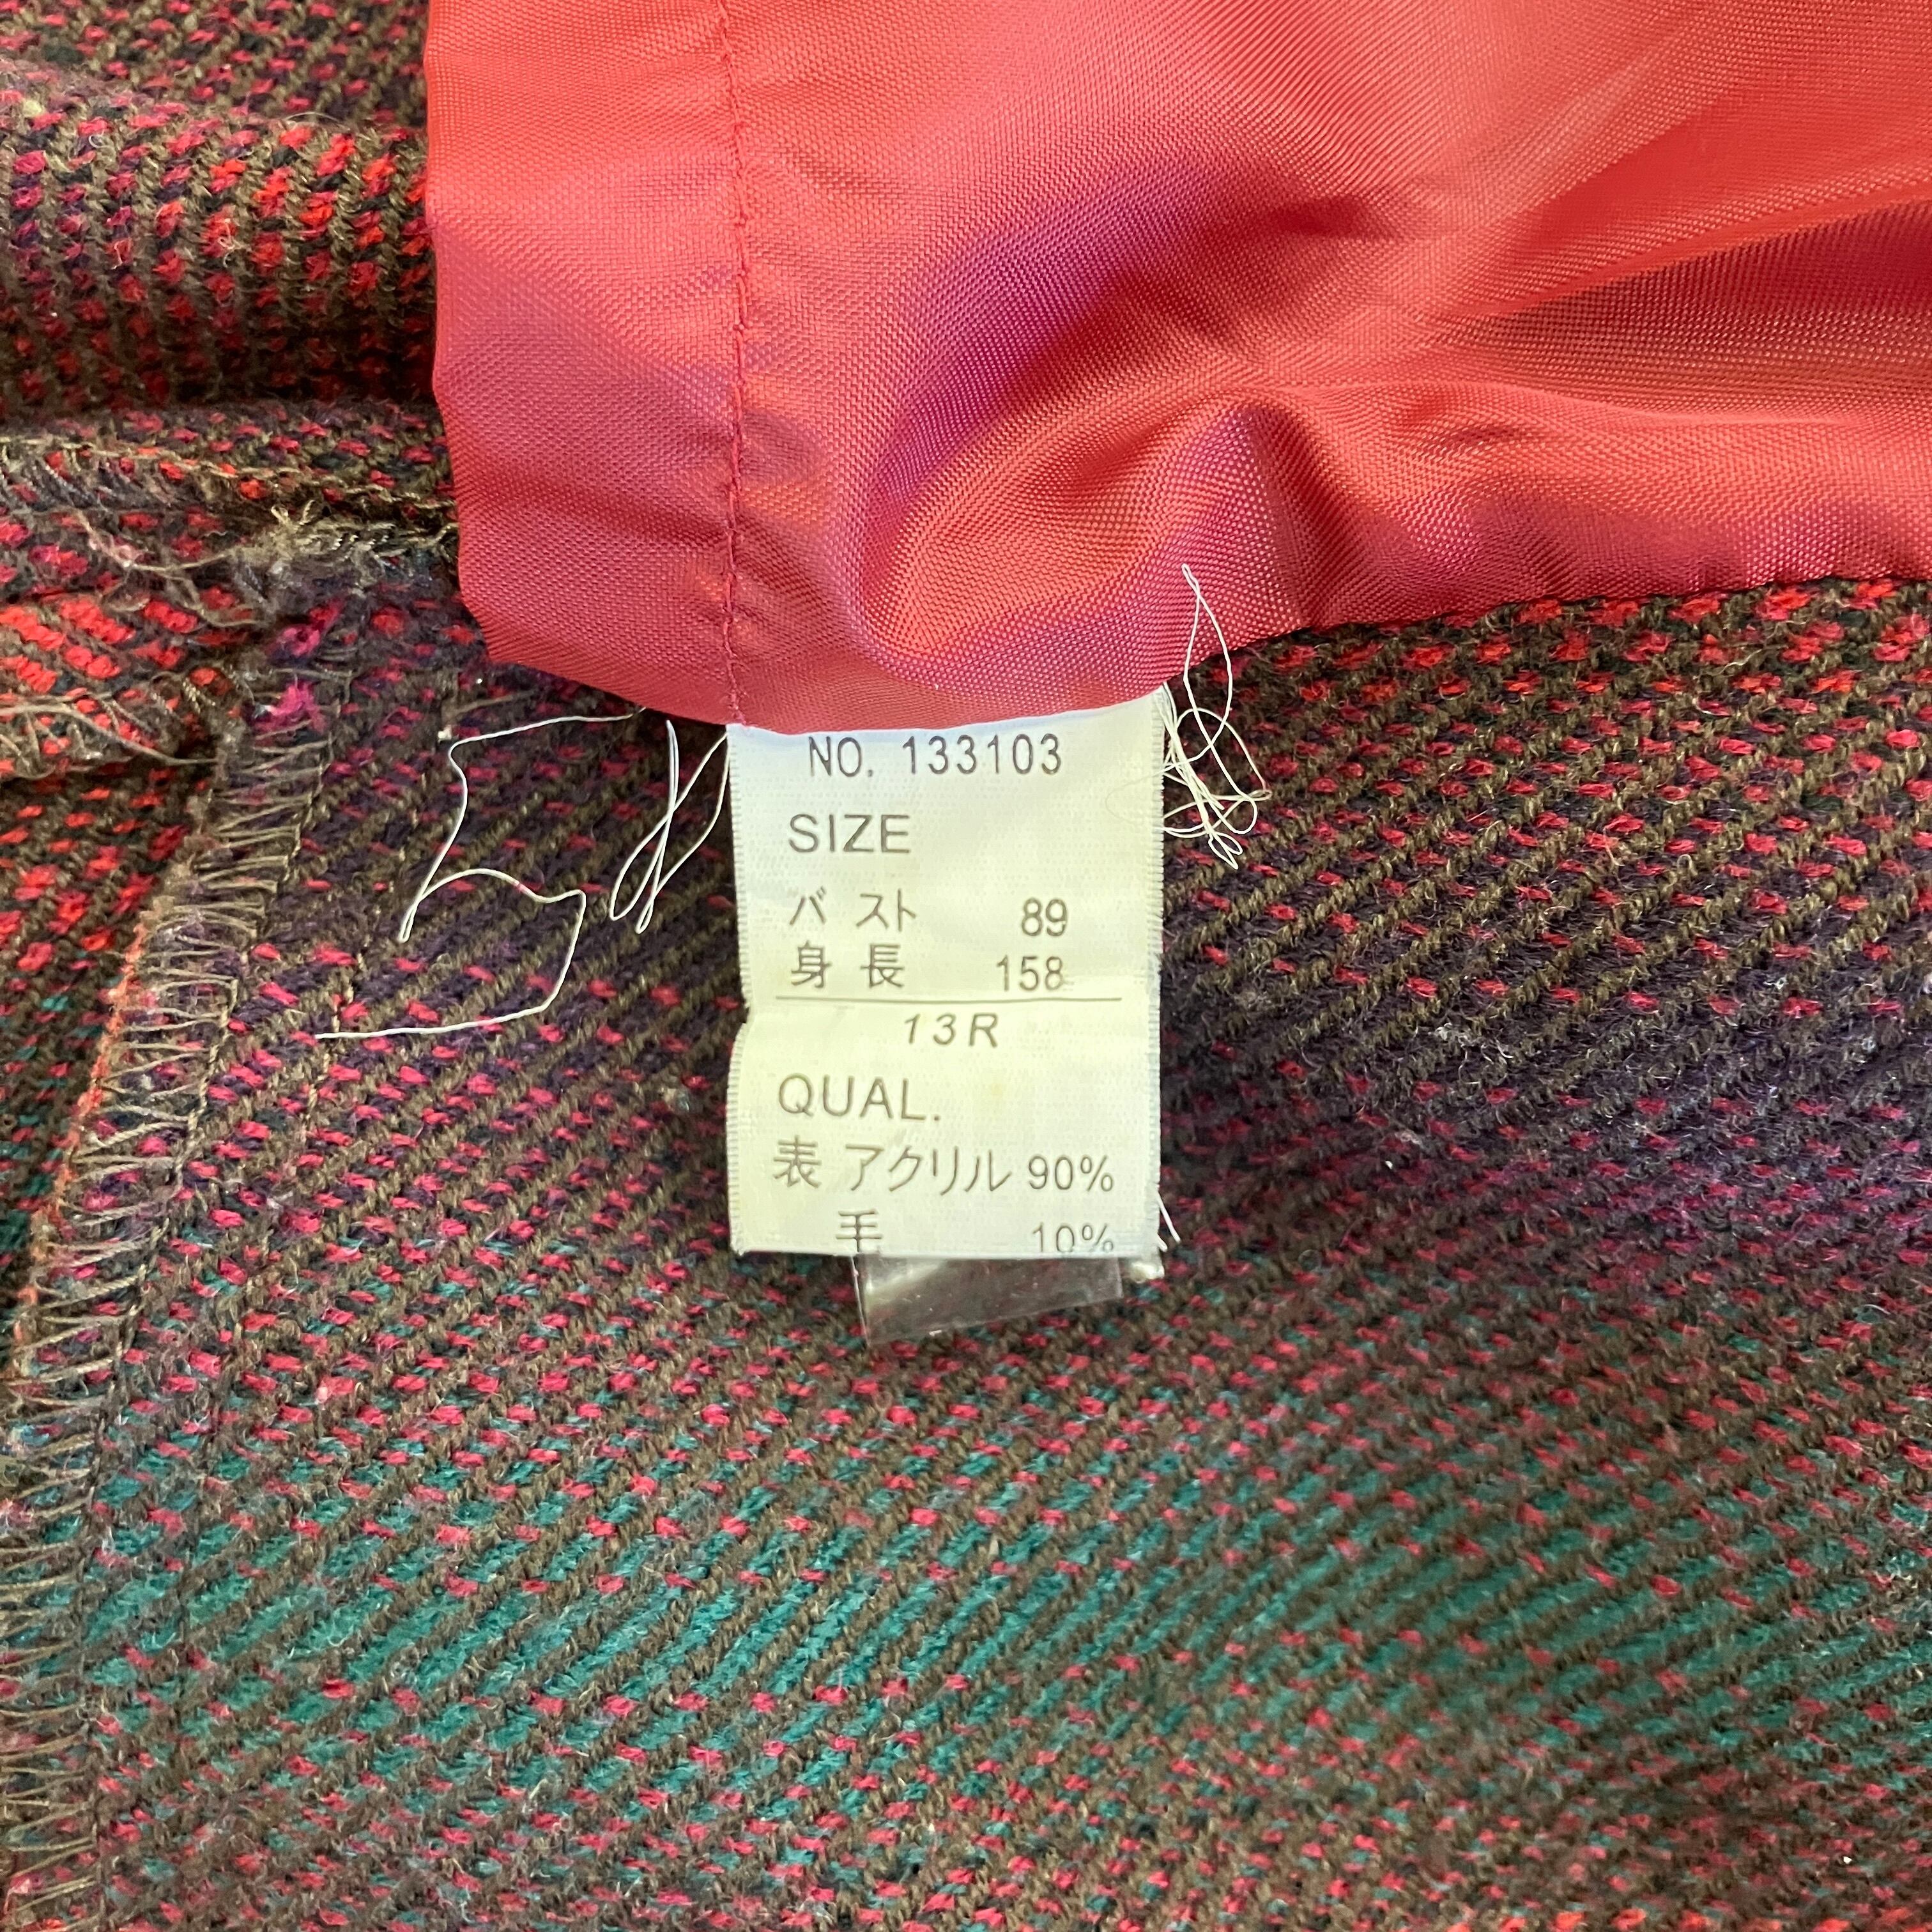 NO. 133103
SIZE
バスト 89
身長 158
13R
QUAL.
表 アクリル 90%
毛 10%